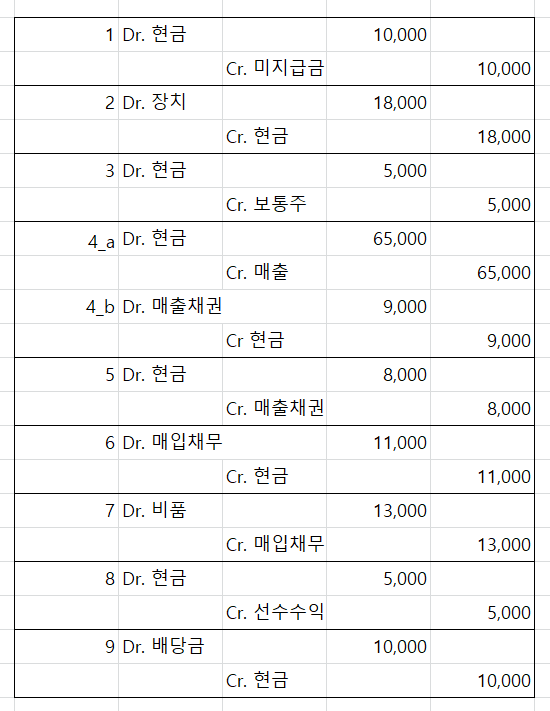 1 Dr. 현금 10,000
Cr. 미지급금 10,000
2 Dr. 장치 18,000
Cr. 현금 18,000
3 Dr. 현금 5,000
Cr. 보통주 5,000
4_a Dr. 현금 65,000
Cr. 매출 65,000
4_b Dr. 매출채권 9,000
Cr 현금 9,000
5 Dr. 현금 8,000
Cr. 매출채권 8,000
6 Dr. 매입채무 11,000
Cr. 현금 11,000
7 Dr. 비품 13,000
Cr. 매입채무 13,000
8 Dr. 현금 5,000
Cr. 선수수익 5,000
9 Dr. 배당금 10,000
Cr. 현금 10,000